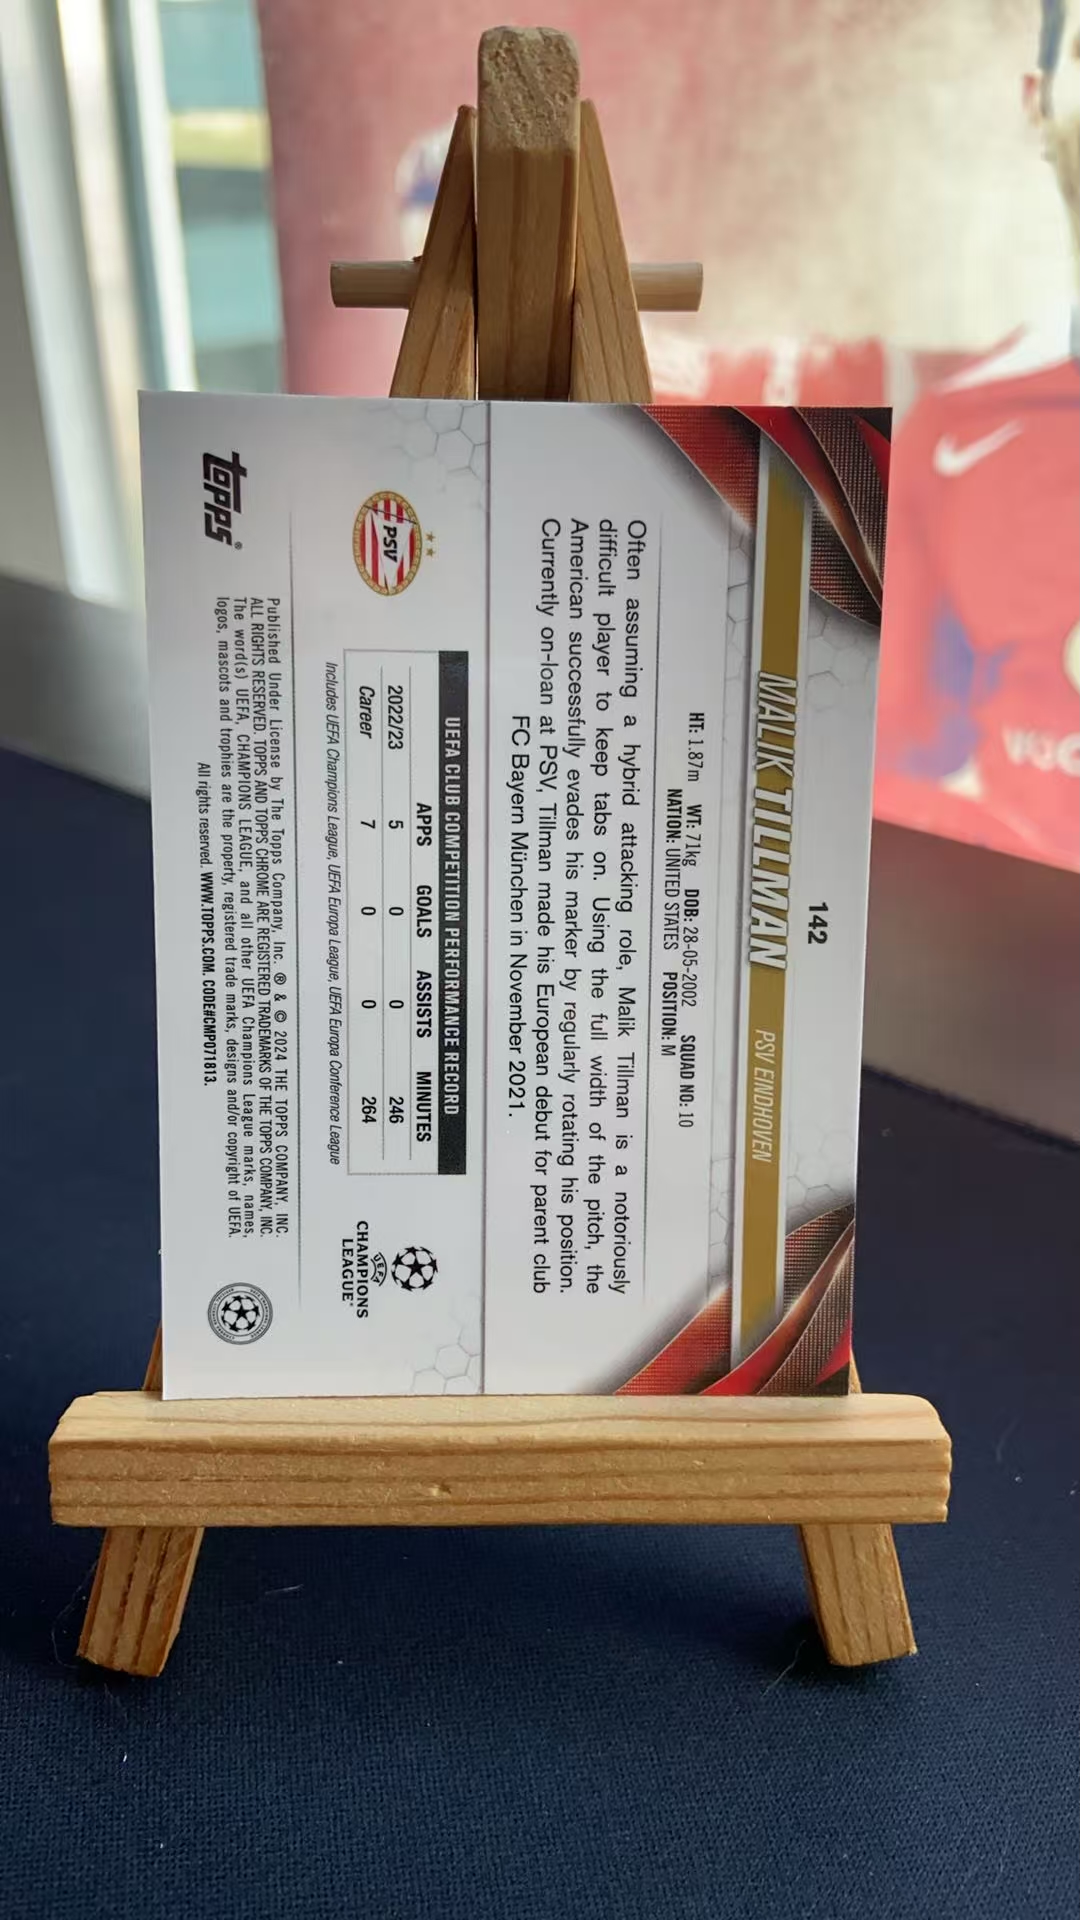 142
MALIK TILLMAN PSV EINDHOVEN
HT: 1.87m WT: 71kg DOB: 28-05-2002 SQUAD NO: 10
NATION: UNITED STATES POSITION: M
Often assuming a hybrid attacking role, Malik Tillman is a notoriously
difficult player to keep tabs on. Using the full width of the pitch, the
American successfully evades his marker by regularly rotating his position.
Currently on-loan at PSV, Tillman made his European debut for parent club
FC Bayern München in November 2021.
PSV
UEFA CLUB COMPETITION PERFORMANCE RECORD
APPS GOALS ASSISTS MINUTES
2022/23 5 0 0 246
Career 7 0 0 264
Includes UEFA Champions League, UEFA Europa League, UEFA Europa Conference League
UEFA
CHAMPIONS
LEAGUE
topps®
Published Under License by The Topps Company, Inc. ® & © 2024 THE TOPPS COMPANY, INC.
ALL RIGHTS RESERVED. TOPPS AND TOPPS CHROME ARE REGISTERED TRADEMARKS OF THE TOPPS COMPANY, INC.
The word(s) UEFA, CHAMPIONS LEAGUE, and all other UEFA Champions League marks, names,
logos, mascots and trophies are the property, registered trade marks, designs and/or copyright of UEFA.
All rights reserved. WWW.TOPPS.COM. CODE#CMP071813.